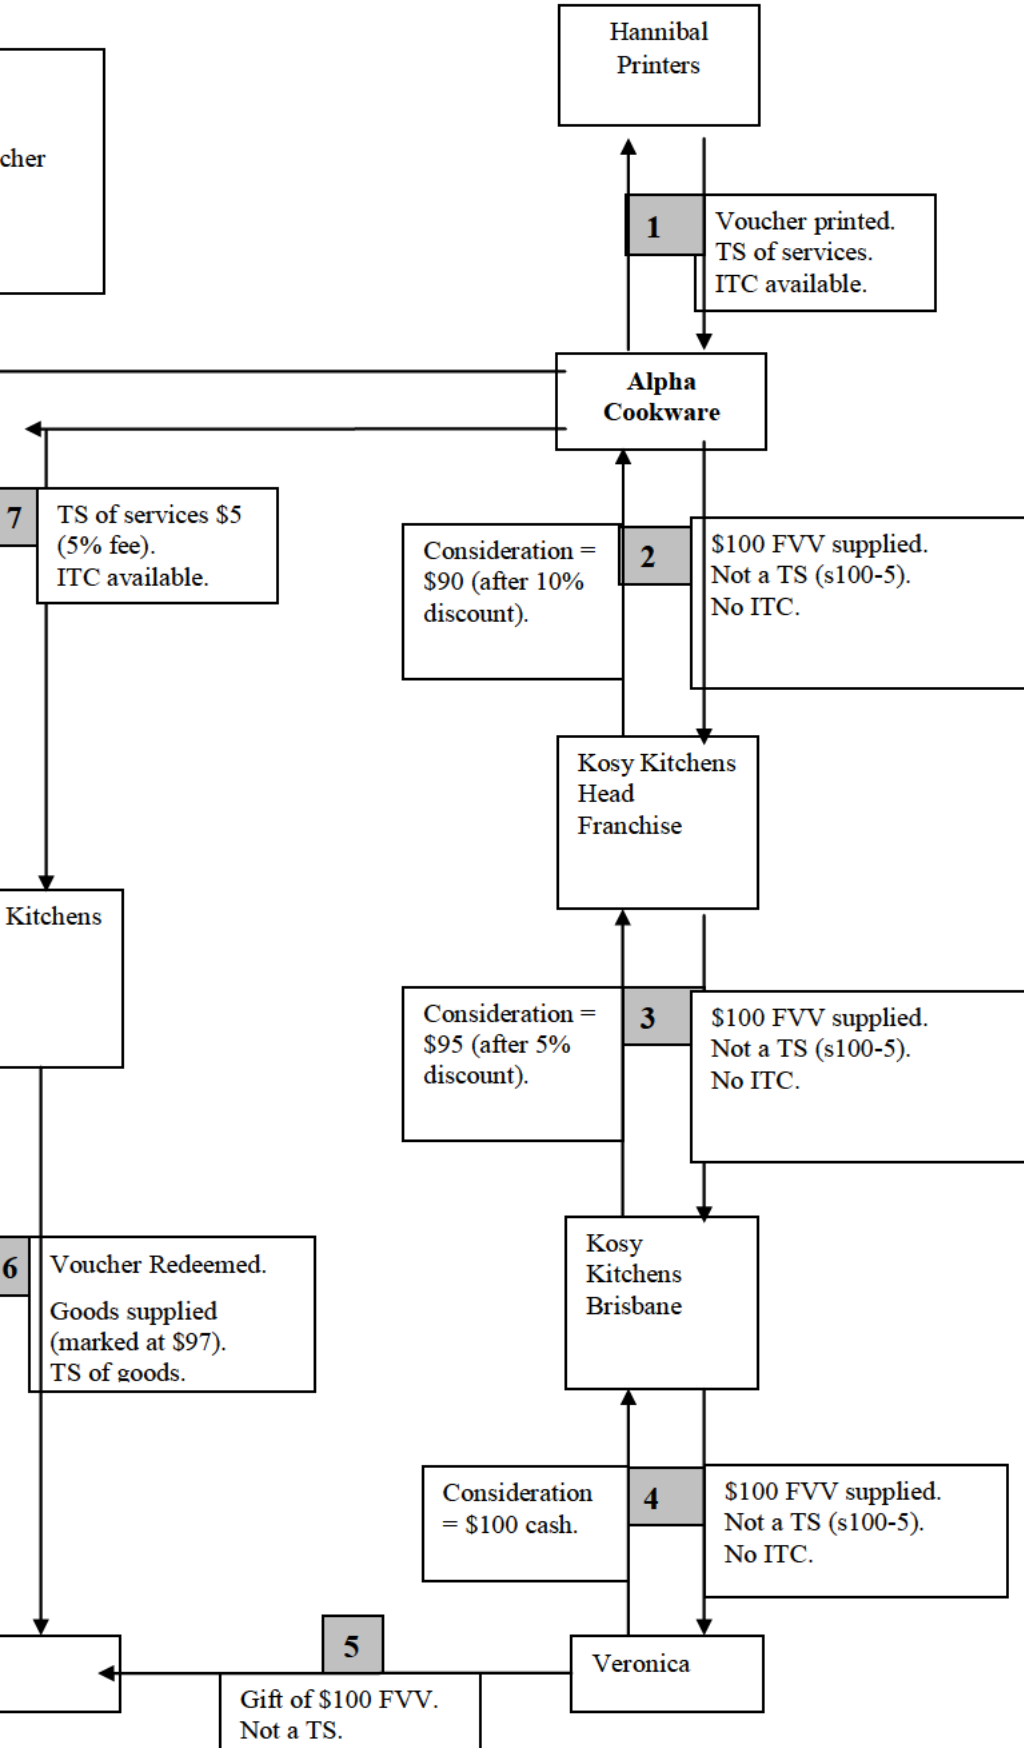 Hannibal
Printers
cher
1
Voucher printed.
TS of services.
ITC available.
Alpha
Cookware
7
TS of services $5
(5% fee).
ITC available.
Consideration =
$90 (after 10%
discount).
2
$100 FVV supplied.
Not a TS (s100-5).
No ITC.
Kosy Kitchens
Head
Franchise
Kitchens
Consideration =
$95 (after 5%
discount).
3
$100 FVV supplied.
Not a TS (s100-5).
No ITC.
Kosy
Kitchens
Brisbane
6
Voucher Redeemed.
Goods supplied
(marked at $97).
TS of goods.
Consideration
= $100 cash.
4
$100 FVV supplied.
Not a TS (s100-5).
No ITC.
5
Veronica
Gift of $100 FVV.
Not a TS.